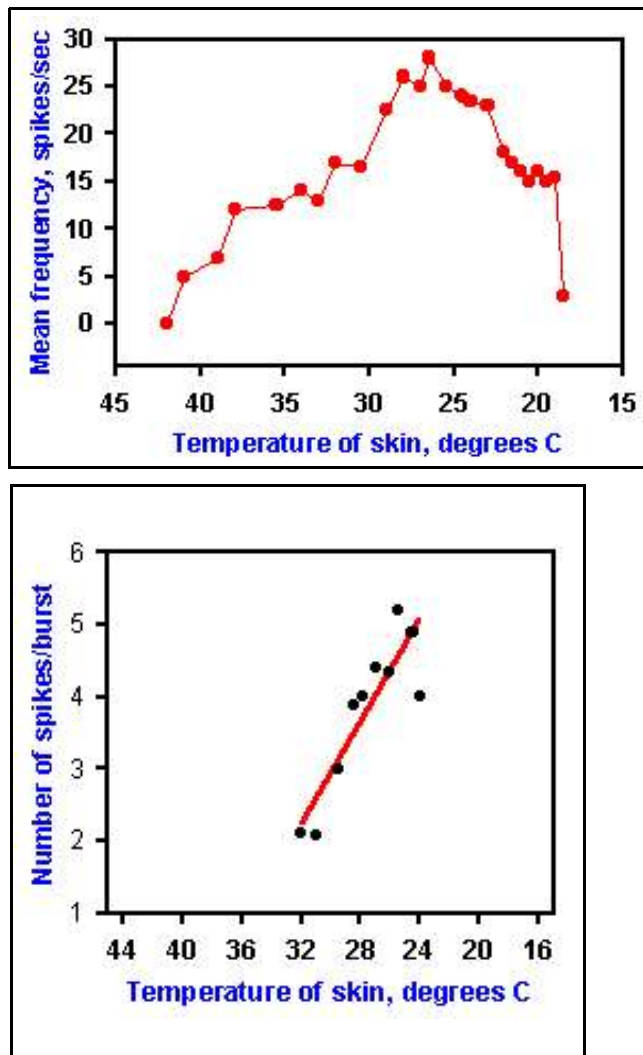 Mean frequency, spikes/sec
30
25
20
15
10
5
0
45 40 35 30 25 20 15
Temperature of skin, degrees C
Number of spikes/burst
6
5
4
3
2
1
44 40 36 32 28 24 20 16
Temperature of skin, degrees C